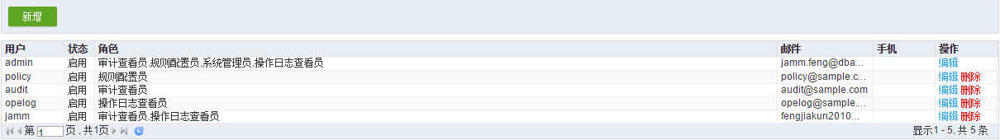 新增
用户 状态 角色 邮件 手机 操作
admin 启用 审计查看员,规则配置员,系统管理员,操作日志查看员 jamm.feng@dba... 编辑
policy 启用 规则配置员 policy@sample.c... 编辑 删除
audit 启用 审计查看员 audit@sample.com 编辑 删除
opelog 启用 操作日志查看员 opelog@sample.... 编辑 删除
jamm 启用 审计查看员,操作日志查看员 fengjiakun2010... 编辑 删除
第 1 页 , 共1页 显示1 - 5, 共 5 条